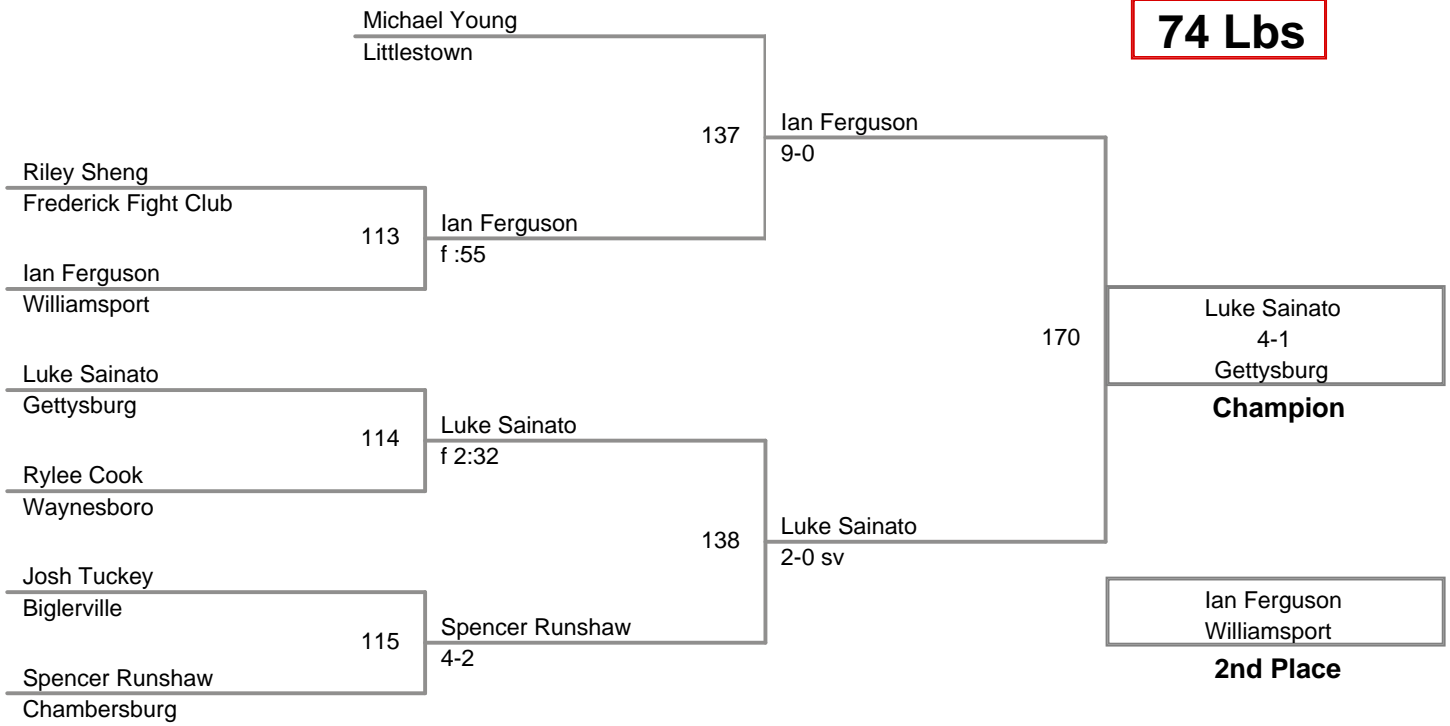 Michael Young
74 Lbs
Littlestown
137
Ian Ferguson
9-0
Riley Sheng
Frederick Fight Club
113
Ian Ferguson
f :55
Ian Ferguson
Williamsport
170
Luke Sainato
4-1
Gettysburg
Champion
Luke Sainato
Gettysburg
114
Luke Sainato
f 2:32
Rylee Cook
Waynesboro
138
Luke Sainato
2-0 sv
Josh Tuckey
Biglerville
115
Spencer Runshaw
4-2
Spencer Runshaw
Chambersburg
Ian Ferguson
Williamsport
2nd Place